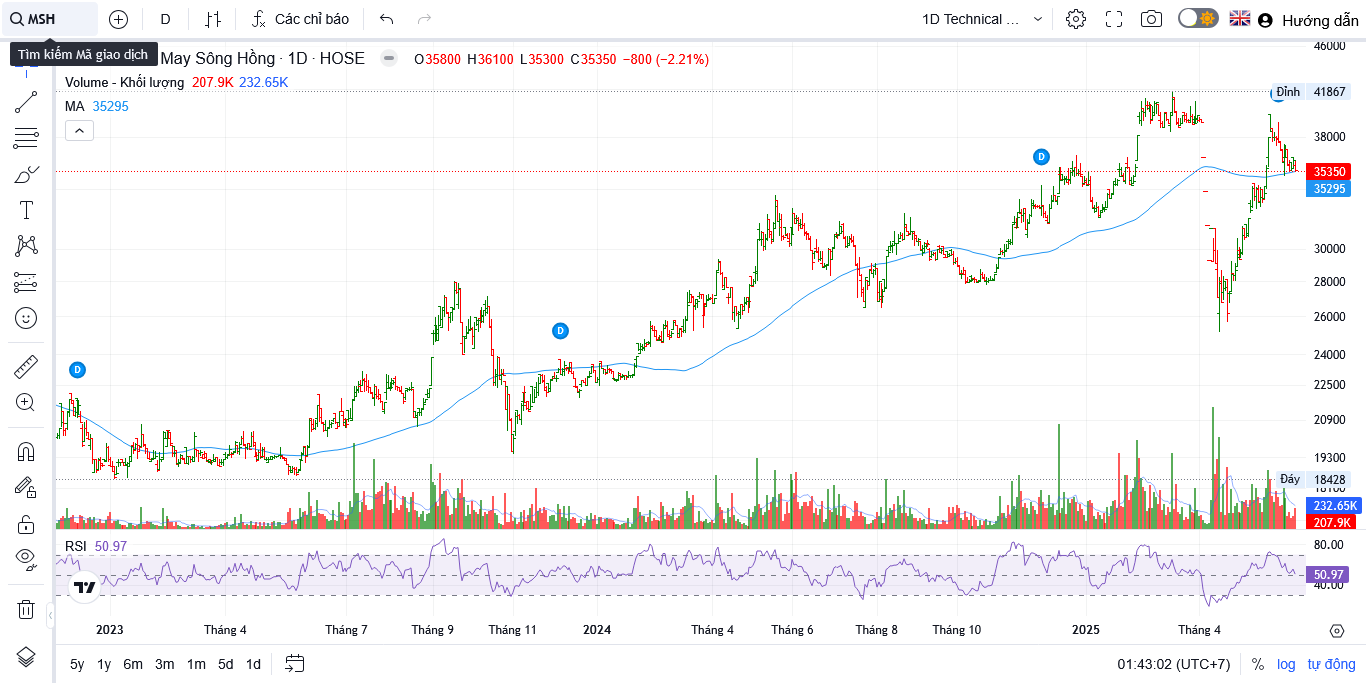 MSH
D
Các chỉ báo
1D Technical ...
Hướng dẫn
Tìm kiếm Mã giao dịch
May Sông Hồng · 1D · HOSE
O35800 H36100 L35300 C35350 −800 (−2.21%)
Volume - Khối lượng 207.9K 232.65K
MA 35295
46000
Đỉnh 41867
38000
35350
35295
30000
28000
26000
24000
22500
20900
19300
Đáy 18428
18100
232.65K
207.9K
D
D
D
RSI 50.97
80.00
50.97
40.00
2023 Tháng 4 Tháng 7 Tháng 9 Tháng 11 2024 Tháng 4 Tháng 6 Tháng 8 Tháng 10 2025 Tháng 4
5y 1y 6m 3m 1m 5d 1d
01:43:02 (UTC+7) % log tự động